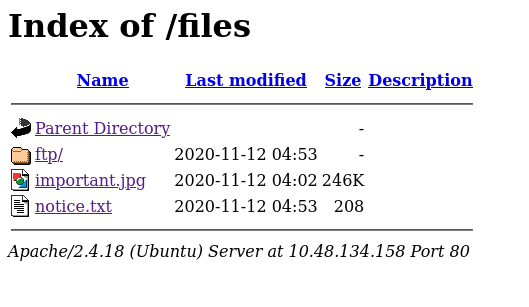 Index of /files
Name Last modified Size Description
Parent Directory -
ftp/ 2020-11-12 04:53 -
important.jpg 2020-11-12 04:02 246K
notice.txt 2020-11-12 04:53 208
Apache/2.4.18 (Ubuntu) Server at 10.48.134.158 Port 80